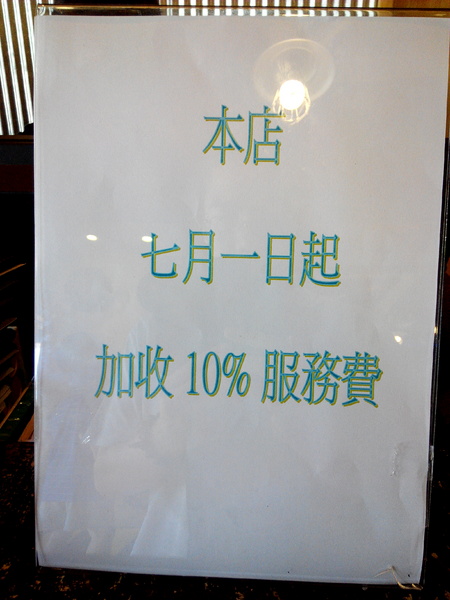 本店
七月一日起
加收 10% 服務費